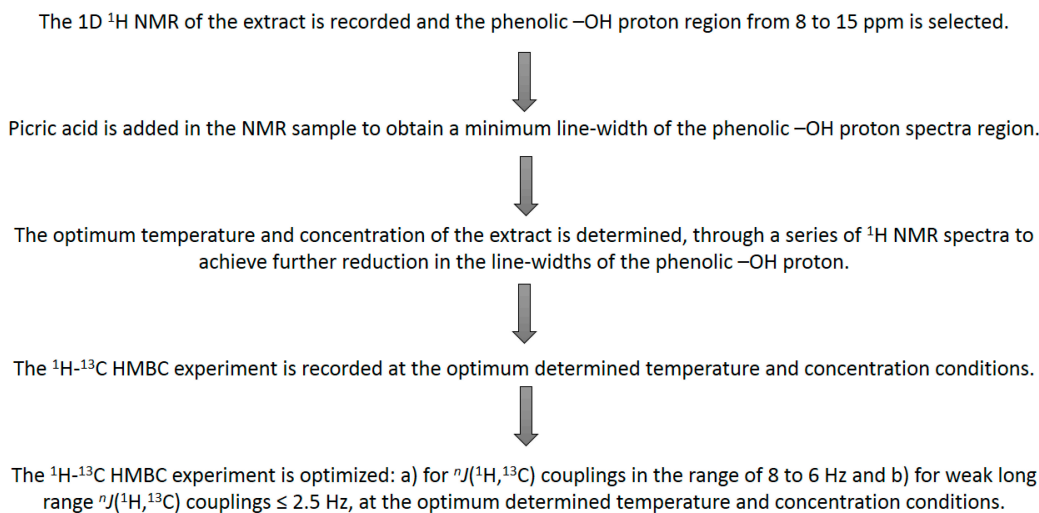 The 1D ¹H NMR of the extract is recorded and the phenolic –OH proton region from 8 to 15 ppm is selected.
Picric acid is added in the NMR sample to obtain a minimum line-width of the phenolic –OH proton spectra region.
The optimum temperature and concentration of the extract is determined, through a series of ¹H NMR spectra to
achieve further reduction in the line-widths of the phenolic –OH proton.
The ¹H-¹³C HMBC experiment is recorded at the optimum determined temperature and concentration conditions.
The ¹H-¹³C HMBC experiment is optimized: a) for ⁿJ(¹H,¹³C) couplings in the range of 8 to 6 Hz and b) for weak long
range ⁿJ(¹H,¹³C) couplings ≤ 2.5 Hz, at the optimum determined temperature and concentration conditions.